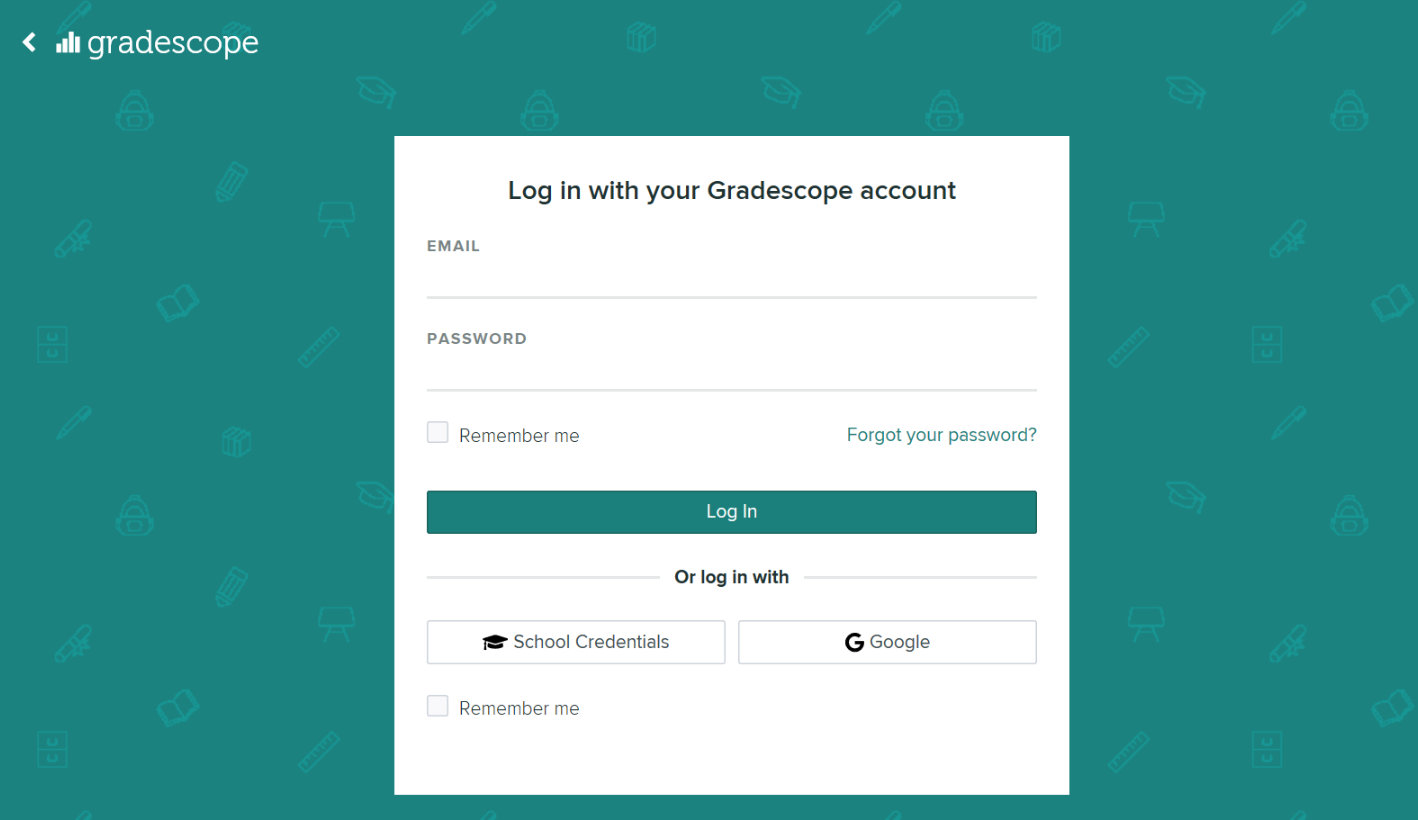 gradescope
Log in with your Gradescope account
EMAIL
PASSWORD
Remember me
Forgot your password?
Log In
Or log in with
School Credentials
Google
Remember me